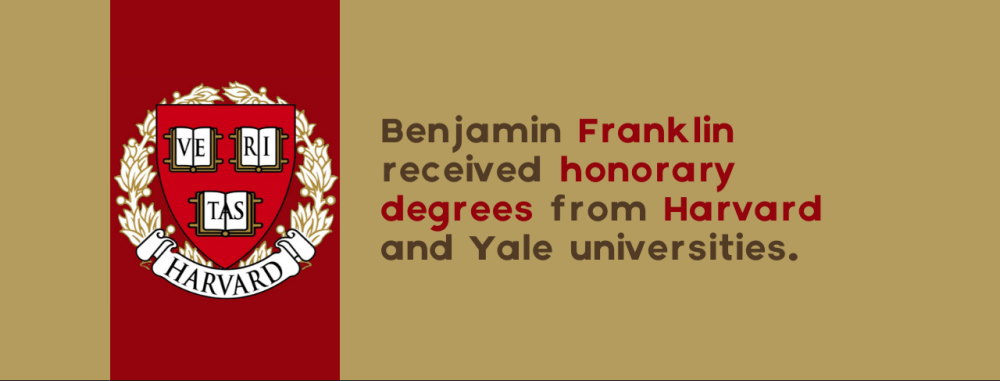 VE RI
TAS
HARVARD
Benjamin Franklin
received honorary
degrees from Harvard
and Yale universities.